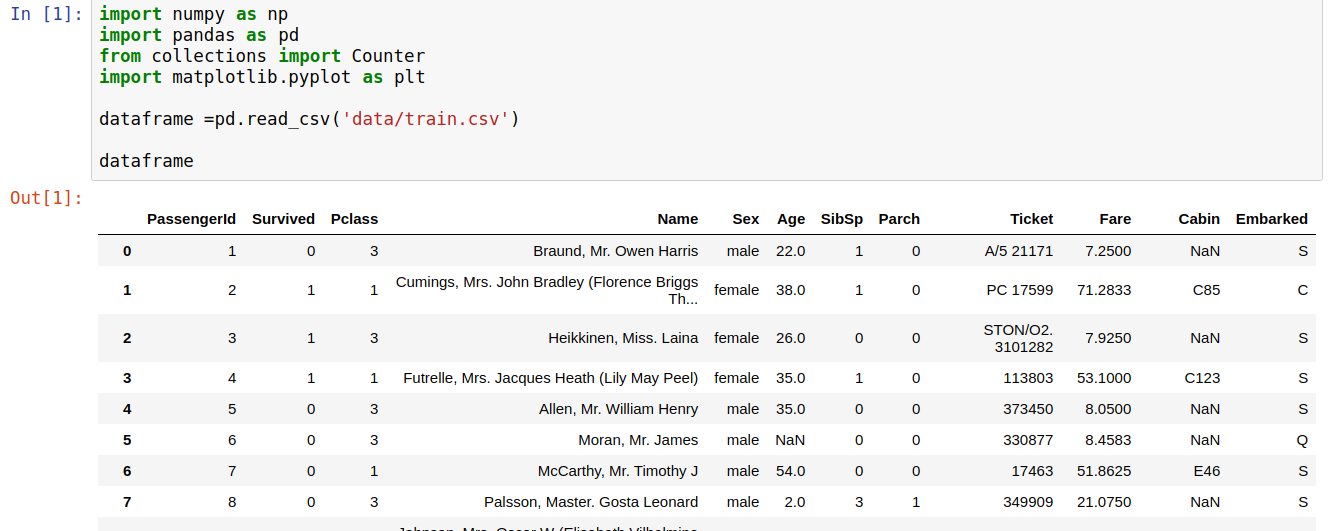 In [1]:
import numpy as np
import pandas as pd
from collections import Counter
import matplotlib.pyplot as plt
dataframe =pd.read_csv('data/train.csv')
dataframe
Out[1]:
PassengerId Survived Pclass Name Sex Age SibSp Parch Ticket Fare Cabin Embarked
0 1 0 3 Braund, Mr. Owen Harris male 22.0 1 0 A/5 21171 7.2500 NaN S
1 2 1 1 Cumings, Mrs. John Bradley (Florence Briggs
Th... female 38.0 1 0 PC 17599 71.2833 C85 C
2 3 1 3 Heikkinen, Miss. Laina female 26.0 0 0 STON/O2.
3101282 7.9250 NaN S
3 4 1 1 Futrelle, Mrs. Jacques Heath (Lily May Peel) female 35.0 1 0 113803 53.1000 C123 S
4 5 0 3 Allen, Mr. William Henry male 35.0 0 0 373450 8.0500 NaN S
5 6 0 3 Moran, Mr. James male NaN 0 0 330877 8.4583 NaN Q
6 7 0 1 McCarthy, Mr. Timothy J male 54.0 0 0 17463 51.8625 E46 S
7 8 0 3 Palsson, Master. Gosta Leonard male 2.0 3 1 349909 21.0750 NaN S